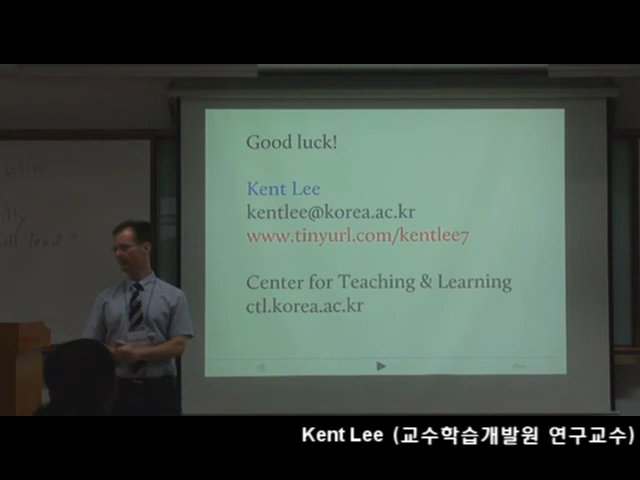 Good luck!
Kent Lee
kentlee@korea.ac.kr
www.tinyurl.com/kentlee7
Center for Teaching & Learning
ctl.korea.ac.kr
lead"
Kent Lee (교수학습개발원 연구교수)